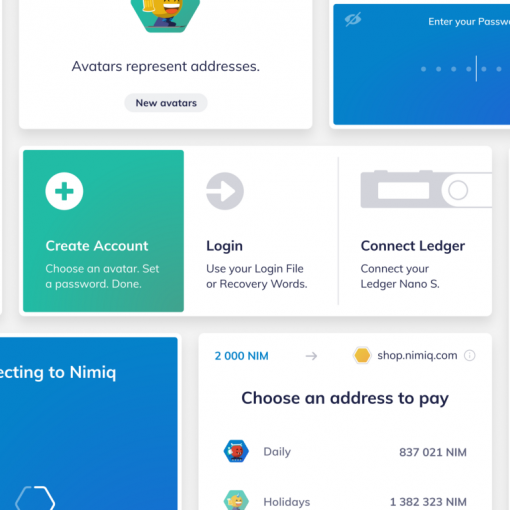 Avatars represent addresses.
New avatars
Enter your Passw
Create Account
Choose an avatar. Set
a password. Done.
Login
Use your Login File
or Recovery Words.
Connect Ledger
Connect your
Ledger Nano S.
ecting to Nimiq
2 000 NIM
shop.nimiq.com
Choose an address to pay
Daily
837 021 NIM
Holidays
1 382 323 NIM